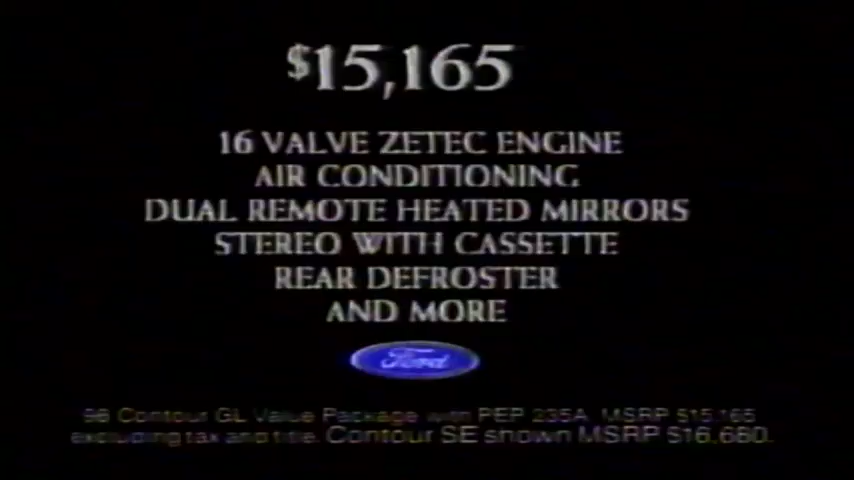 $15,165
16 VALVE ZETEC ENGINE
AIR CONDITIONING
DUAL REMOTE HEATED MIRRORS
STEREO WITH CASSETTE
REAR DEFROSTER
AND MORE
Ford
Contour GL Value Package with PEP 235A MSRP $15,165
excluding tax and title. Contour SE shown MSRP $16,680.